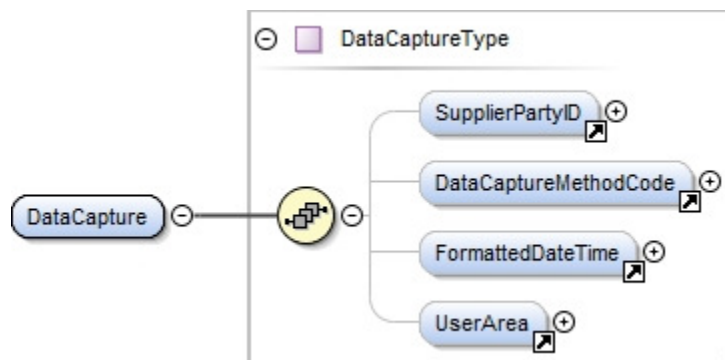 DataCaptureType
SupplierPartyID
DataCaptureMethodCode
DataCapture
FormattedDateTime
UserArea